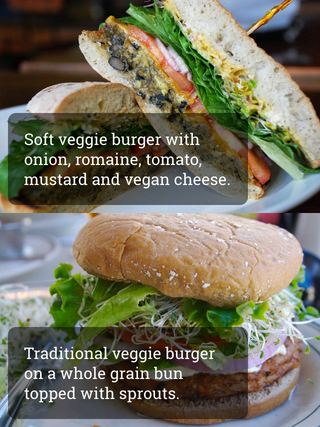 Soft veggie burger with
onion, romaine, tomato,
mustard and vegan cheese.
Traditional veggie burger
on a whole grain bun
topped with sprouts.